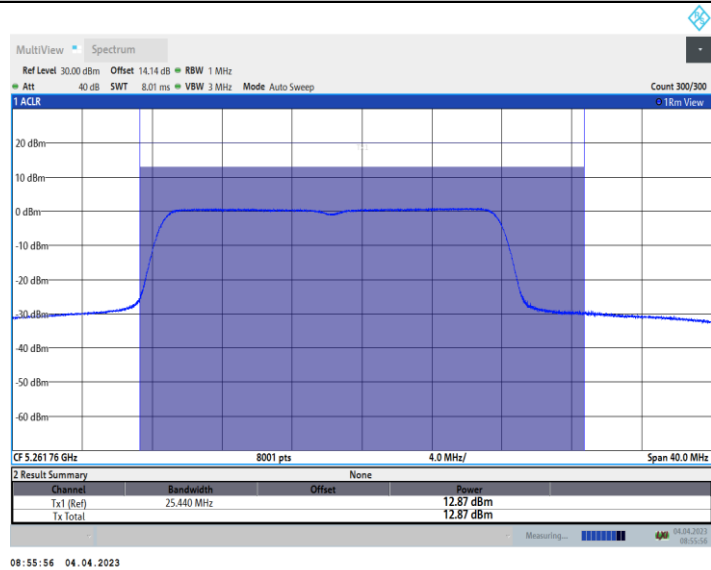 MultiView Spectrum
Ref Level 30.00 dBm Offset 14.14 dB RBW 1 MHz
Att 40 dB SWT 8.01 ms VBW 3 MHz Mode Auto Sweep Count 300/300
1 ACLR 1Rm View
20 dBm
10 dBm
0 dBm
-10 dBm
-20 dBm
-30 dBm
-40 dBm
-50 dBm
-60 dBm
CF 5.26176 GHz 8001 pts 4.0 MHz/ Span 40.0 MHz
2 Result Summary None
Channel Bandwidth Offset Power
Tx1 (Ref) 25.440 MHz 12.87 dBm
Tx Total 12.87 dBm
Measuring... 04.04.2023
08:55:56
08:55:56 04.04.2023